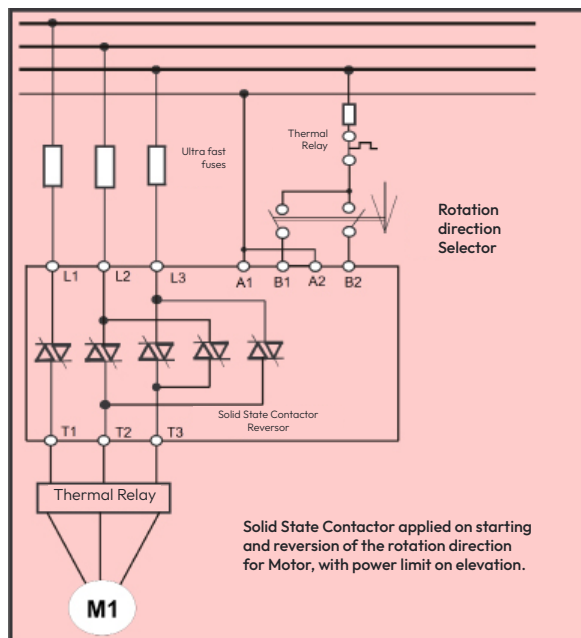 Thermal
Relay
Ultra fast
fuses
Rotation
direction
Selector
L1
L2
L3
A1
B1
A2
B2
Solid State Contactor
Reversor
T1
T2
T3
Thermal Relay
Solid State Contactor applied on starting
and reversion of the rotation direction
for Motor, with power limit on elevation.
M1